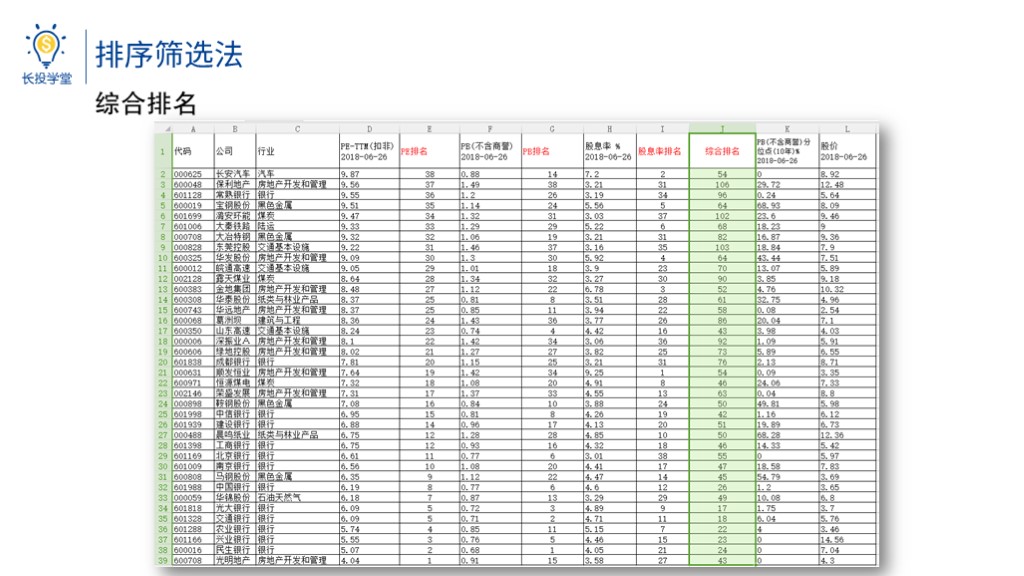 长投学堂
排序筛选法
综合排名
A B C D E F G H I J K L
1 代码 公司 行业 PE-TTM(扣非) 2018-06-26 PE排名 PB(不含商誉) 2018-06-26 PB排名 股息率 % 2018-06-26 股息率排名 综合排名 PB(不含商誉)分位点(10年)% 2018-06-26 股价 2018-06-26
2 000625 长安汽车 汽车 9.87 38 0.88 14 7.2 2 54 0 8.92
3 600048 保利地产 房地产开发和管理 9.56 37 1.49 38 3.21 31 106 29.72 12.48
4 601128 常熟银行 银行 9.55 36 1.2 26 3.19 34 96 0.24 5.64
5 600019 宝钢股份 黑色金属 9.51 35 1.14 24 5.56 5 64 68.93 8.09
6 601699 潞安环能 煤炭 9.47 34 1.32 31 3.03 37 102 23.6 9.46
7 601006 大秦铁路 陆运 9.33 33 1.29 29 5.22 6 68 18.23 9
8 000708 大冶特钢 黑色金属 9.32 32 1.06 19 3.21 31 82 16.87 9.36
9 000828 东莞控股 交通基本设施 9.22 31 1.46 37 3.16 35 103 18.84 7.9
10 600325 华发股份 房地产开发和管理 9.09 30 1.3 30 5.92 4 64 43.44 7.51
11 600012 皖通高速 交通基本设施 9.05 29 1.01 18 3.9 23 70 13.07 5.89
12 002128 露天煤业 煤炭 8.64 28 1.34 32 3.27 30 90 3.85 9.18
13 600383 金地集团 房地产开发和管理 8.48 27 1.12 22 6.78 3 52 4.76 10.32
14 600308 华泰股份 纸类与林业产品 8.37 25 0.81 8 3.51 28 61 32.75 4.96
15 600743 华远地产 房地产开发和管理 8.37 25 0.85 11 3.94 22 58 0.08 2.54
16 600068 葛洲坝 建筑与工程 8.36 24 1.43 36 3.77 26 86 20.04 7.1
17 600350 山东高速 交通基本设施 8.24 23 0.74 4 4.42 16 43 3.98 4.03
18 000006 深振业A 房地产开发和管理 8.1 22 1.42 34 3.06 36 92 1.09 5.91
19 600606 绿地控股 房地产开发和管理 8.02 21 1.27 27 3.82 25 73 5.89 6.55
20 601838 成都银行 银行 7.81 20 1.15 25 3.21 31 76 2.13 8.71
21 000631 顺发恒业 房地产开发和管理 7.64 19 1.42 34 9.25 1 54 0.09 3.35
22 600971 恒源煤电 煤炭 7.32 18 1.08 20 4.91 8 46 24.06 7.33
23 002146 荣盛发展 房地产开发和管理 7.31 17 1.37 33 4.55 13 63 0.04 8.8
24 000898 鞍钢股份 黑色金属 7.08 16 0.84 10 3.88 24 50 49.81 5.98
25 601998 中信银行 银行 6.95 15 0.81 8 4.26 19 42 1.16 6.12
26 601939 建设银行 银行 6.88 14 0.96 17 4.13 20 51 19.89 6.73
27 000488 晨鸣纸业 纸类与林业产品 6.75 12 1.28 28 4.85 10 50 68.28 12.36
28 601398 工商银行 银行 6.75 12 0.93 16 4.32 18 46 14.33 5.42
29 601169 北京银行 银行 6.61 11 0.77 6 3.01 38 55 0 5.97
30 601009 南京银行 银行 6.56 10 1.08 20 4.41 17 47 18.58 7.83
31 600808 马钢股份 黑色金属 6.35 9 1.12 22 4.47 14 45 54.79 3.69
32 601988 中国银行 银行 6.19 8 0.77 6 4.6 12 26 1.2 3.65
33 000059 华锦股份 石油天然气 6.18 7 0.87 13 3.29 29 49 10.08 6.8
34 601818 光大银行 银行 6.09 5 0.72 3 4.89 9 17 1.75 3.7
35 601328 交通银行 银行 6.09 5 0.71 2 4.71 11 18 6.04 5.76
36 601288 农业银行 银行 5.74 4 0.85 11 5.15 7 22 4 3.46
37 601166 兴业银行 银行 5.55 3 0.76 5 4.46 15 23 0 14.56
38 600016 民生银行 银行 5.07 2 0.68 1 4.05 21 24 0 7.04
39 600708 光明地产 房地产开发和管理 4.04 1 0.91 15 3.58 27 43 0 4.3